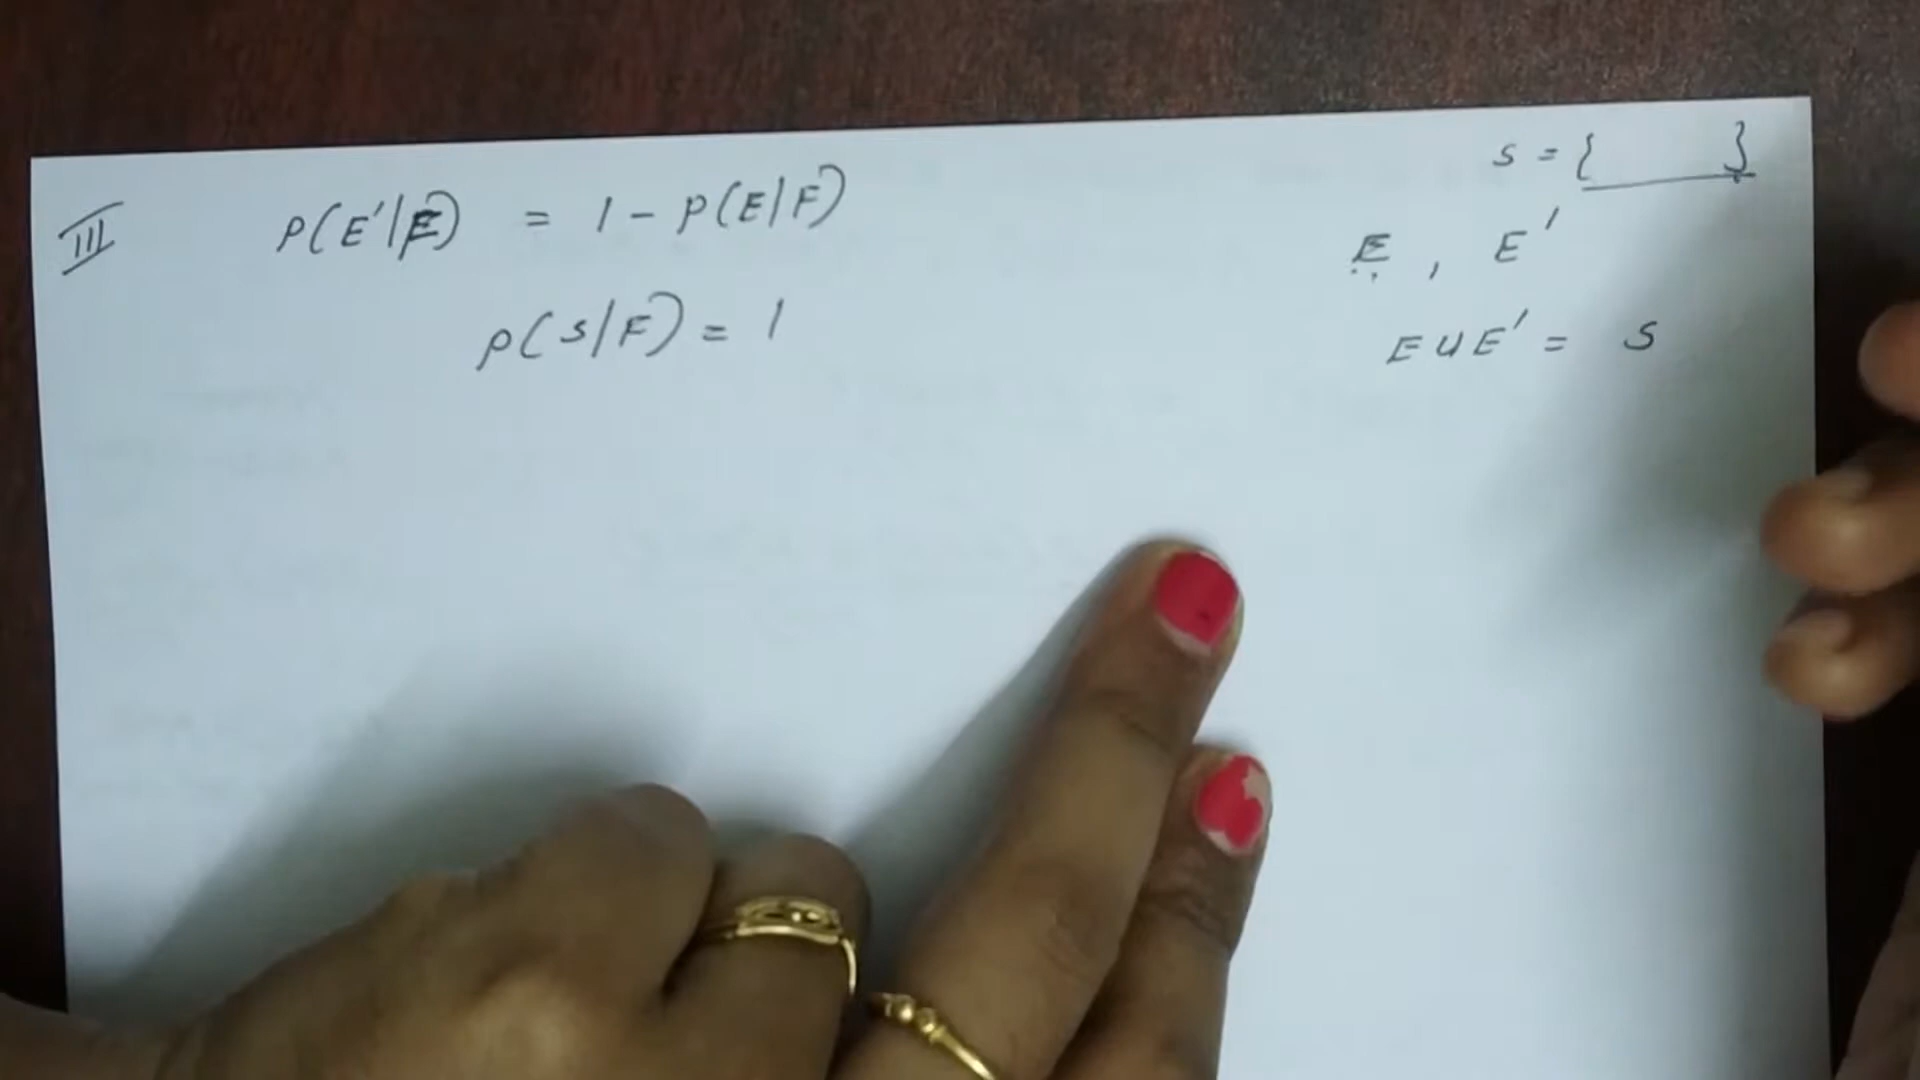 III P(E'|F) = 1 - P(E|F)
P(S|F) = 1
S = { }
E , E'
E U E' = S